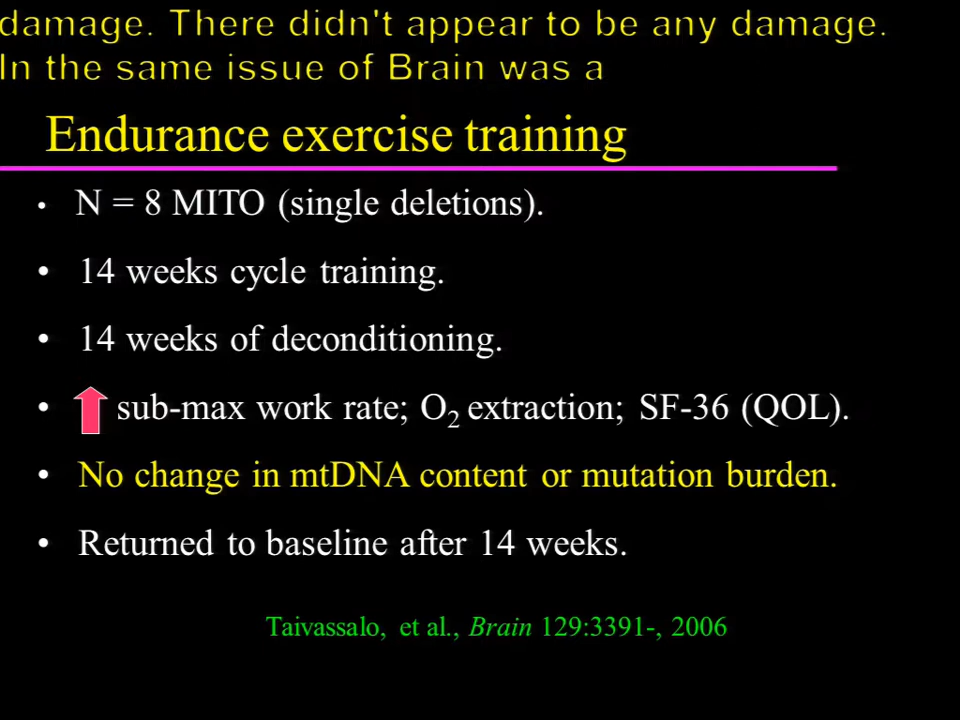 damage. There didn't appear to be any damage.
In the same issue of Brain was a
Endurance exercise training
• N = 8 MITO (single deletions).
• 14 weeks cycle training.
• 14 weeks of deconditioning.
• sub-max work rate; O2 extraction; SF-36 (QOL).
• No change in mtDNA content or mutation burden.
• Returned to baseline after 14 weeks.
Taivassalo, et al., Brain 129:3391-, 2006